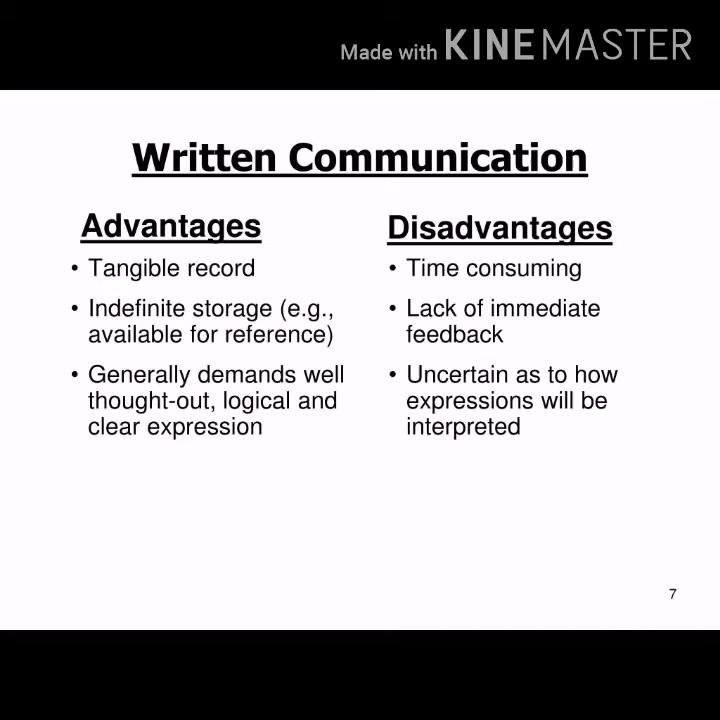 Made with KINEMASTER
Written Communication
Advantages
• Tangible record
• Indefinite storage (e.g.,
available for reference)
• Generally demands well
thought-out, logical and
clear expression
Disadvantages
• Time consuming
• Lack of immediate
feedback
• Uncertain as to how
expressions will be
interpreted
7